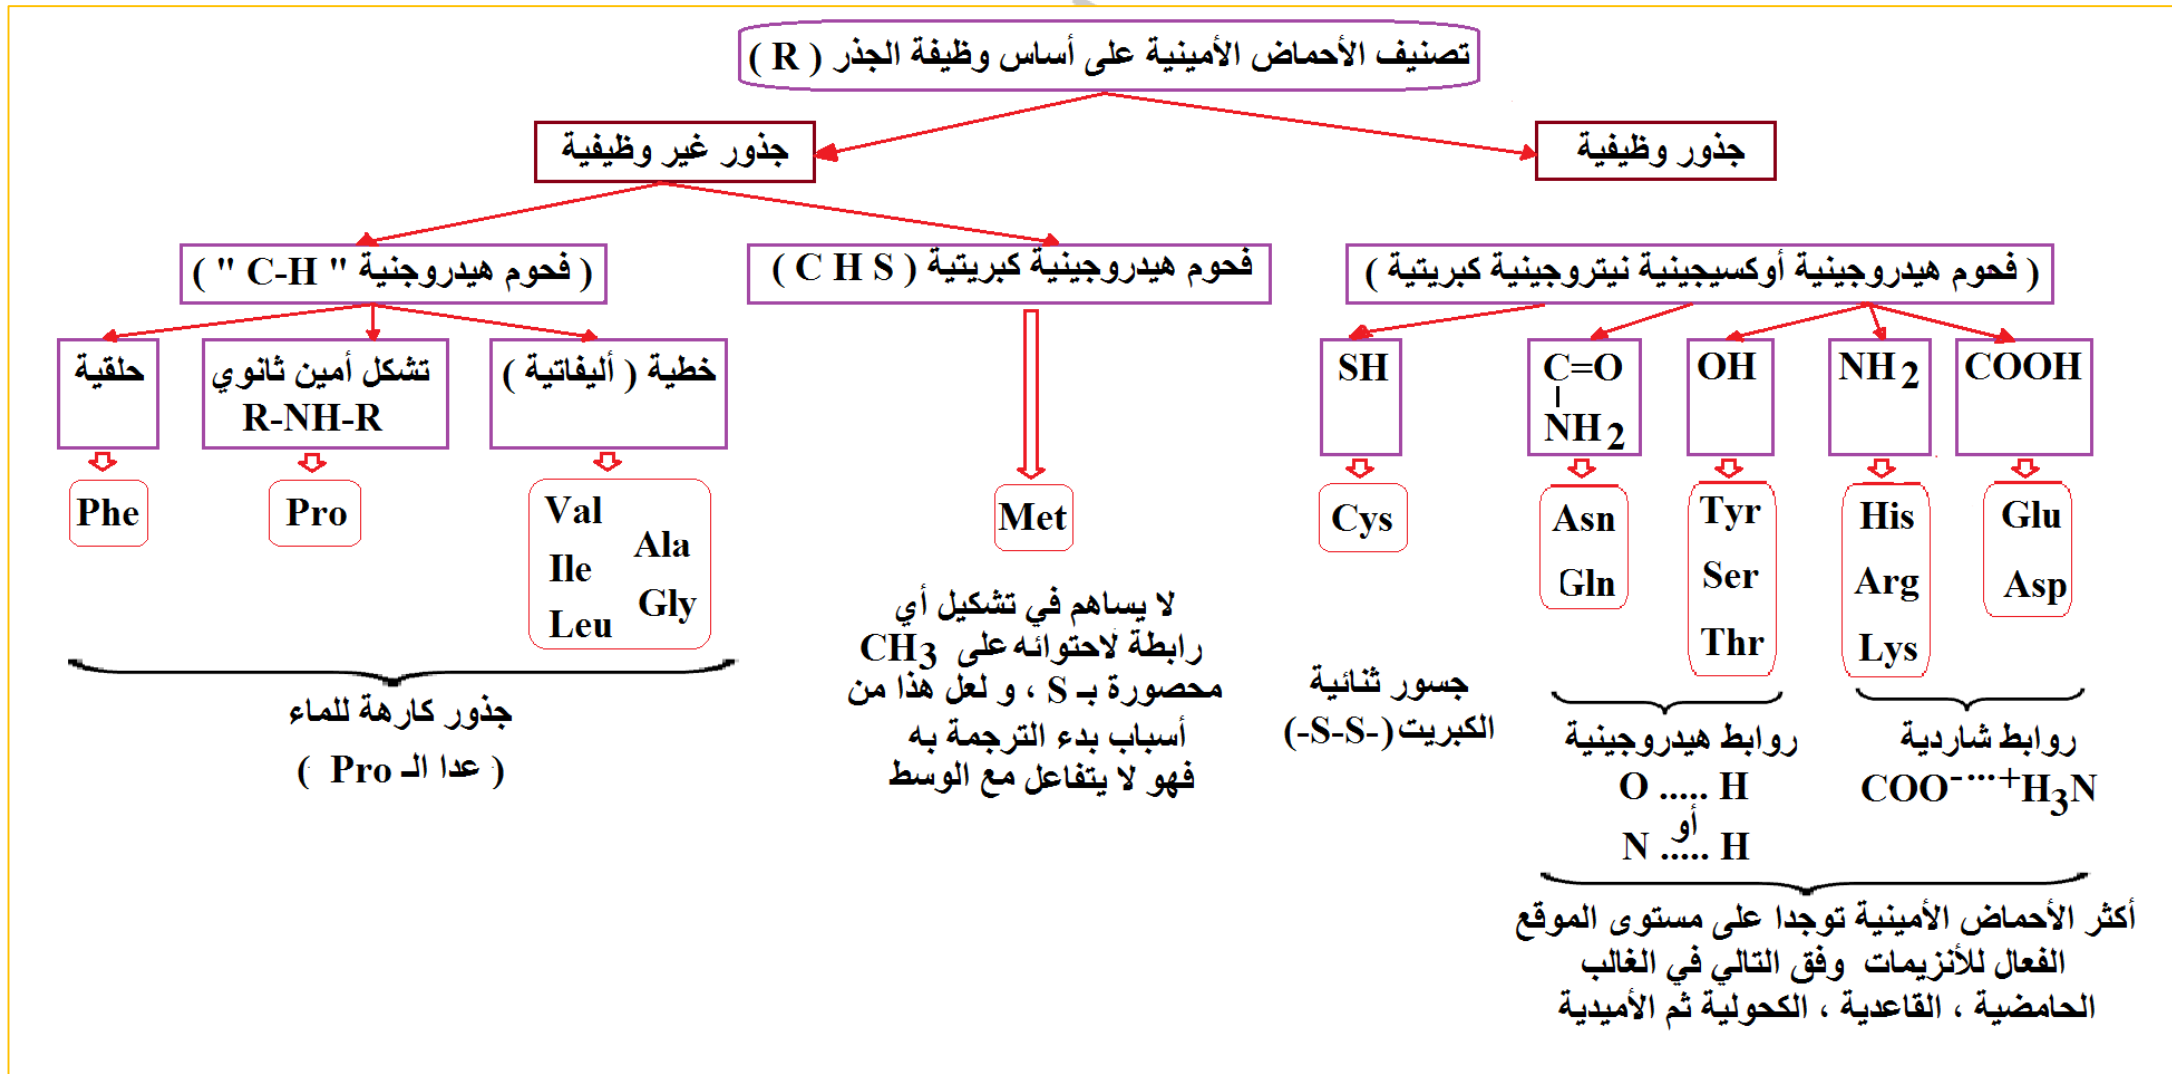 تصنيف الأحماض الأمينية على أساس وظيفة الجذر ( R )
جذور وظيفية
جذور غير وظيفية
( فحوم هيدروجينية أوكسيجينية نيتروجينية كبريتية )
فحوم هيدروجينية كبريتية ( C H S )
( فحوم هيدروجنية " C-H " )
COOH
NH2
OH
C=O
NH2
SH
خطية ( أليفاتية )
تشكل أمين ثانوي
R-NH-R
حلقية
Glu
Asp
His
Arg
Lys
Tyr
Ser
Thr
Asn
Gln
Cys
Met
Val
Ala
Ile
Gly
Leu
Pro
Phe
روابط شاردية
COO-....+H3N
روابط هيدروجينية
O ..... H
أو
N ..... H
جسور ثنائية
الكبريت(-S-S-)
لا يساهم في تشكيل أي
رابطة لاحتوائه على CH3
محصورة بـ S ، و لعل هذا من
أسباب بدء الترجمة به
فهو لا يتفاعل مع الوسط
جذور كارهة للماء
( عدا الـ Pro )
أكثر الأحماض الأمينية توجدا على مستوى الموقع
الفعال للأنزيمات وفق التالي في الغالب
الحامضية ، القاعدية ، الكحولية ثم الأميدية